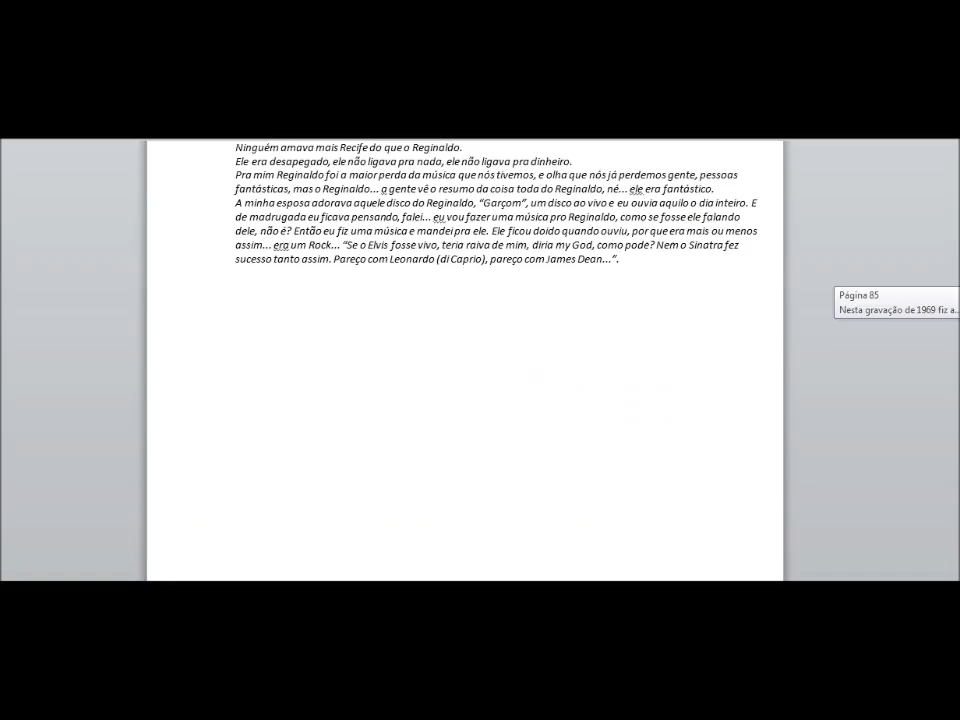 Ninguém amava mais Recife do que o Reginaldo.
Ele era desapegado, ele não ligava pra nada, ele não ligava pra dinheiro.
Pra mim Reginaldo foi a maior perda da música que nós tivemos, e olha que nós já perdemos gente, pessoas
fantásticas, mas o Reginaldo... a gente vê o resumo da coisa toda do Reginaldo, né... ele era fantástico.
A minha esposa adorava aquele disco do Reginaldo, “Garçom”, um disco ao vivo e eu ouvia aquilo o dia inteiro. E
de madrugada eu ficava pensando, falei... eu vou fazer uma música pro Reginaldo, como se fosse ele falando
dele, não é? Então eu fiz uma música e mandei pra ele. Ele ficou doido quando ouviu, por que era mais ou menos
assim... era um Rock... “Se o Elvis fosse vivo, teria raiva de mim, diria my God, como pode? Nem o Sinatra fez
sucesso tanto assim. Pareço com Leonardo (di Caprio), pareço com James Dean...”.
Página 85
Nesta gravação de 1969 fiz a...